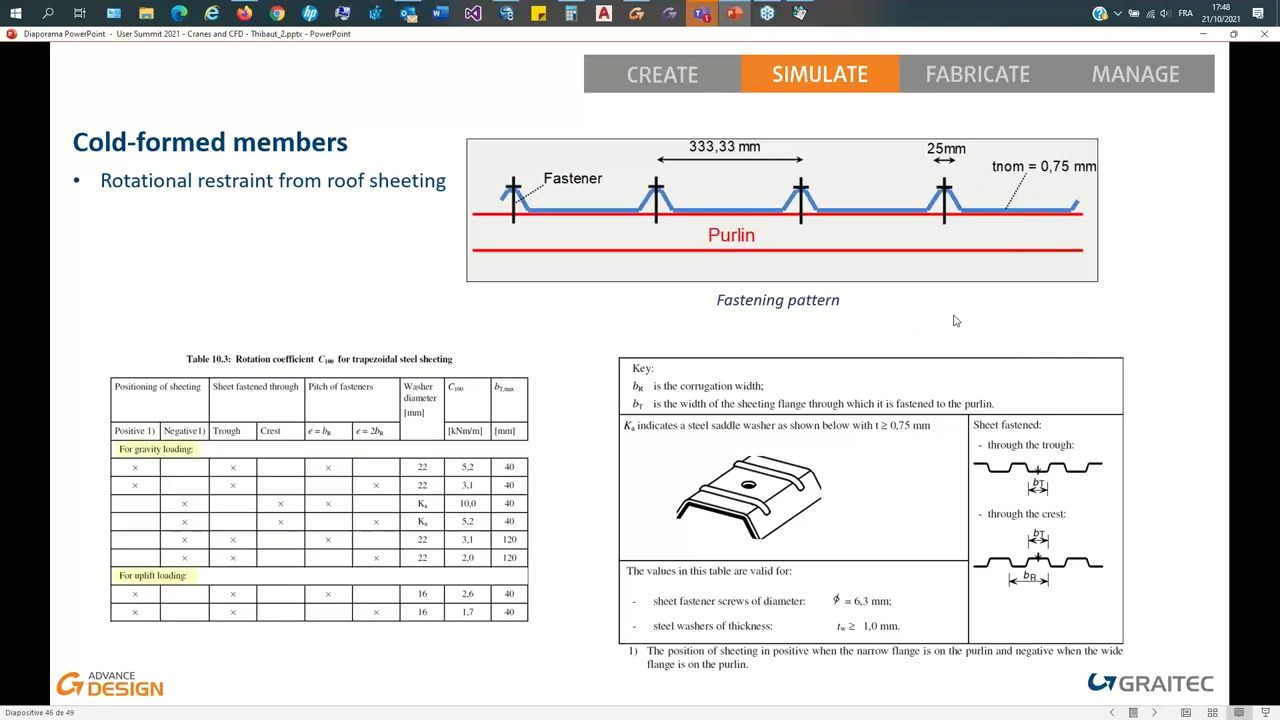 17:48
FRA
21/10/2021
Diaporama PowerPoint - User Summit 2021 - Cranes and CFD - Thibaut_2.pptx - PowerPoint
CREATE SIMULATE FABRICATE MANAGE
Cold-formed members
• Rotational restraint from roof sheeting
333,33 mm
25mm
tnom = 0,75 mm
Fastener
Purlin
Fastening pattern
Table 10.3: Rotation coefficient C100 for trapezoidal steel sheeting
Positioning of sheeting Sheet fastened through Pitch of fasteners Washer diameter [mm] C100 bT,max
Positive 1) Negative1) Trough Crest e = bR e = 2bR [kNm/m] [mm]
For gravity loading:
× × × 22 5,2 40
× × × 22 3,1 40
× × × Ka 10,0 40
× × × Ka 5,2 40
× × × 22 3,1 120
× × × 22 2,0 120
For uplift loading:
× × × 16 2,6 40
× × × 16 1,7 40
Key:
bR is the corrugation width;
bT is the width of the sheeting flange through which it is fastened to the purlin.
Ka indicates a steel saddle washer as shown below with t ≥ 0,75 mm
Sheet fastened:
- through the trough:
bT
- through the crest:
bT
bR
The values in this table are valid for:
- sheet fastener screws of diameter: ϕ = 6,3 mm;
- steel washers of thickness: tw ≥ 1,0 mm.
1) The position of sheeting in positive when the narrow flange is on the purlin and negative when the wide
flange is on the purlin.
ADVANCE
DESIGN
GRAITEC
Diapositive 46 de 49